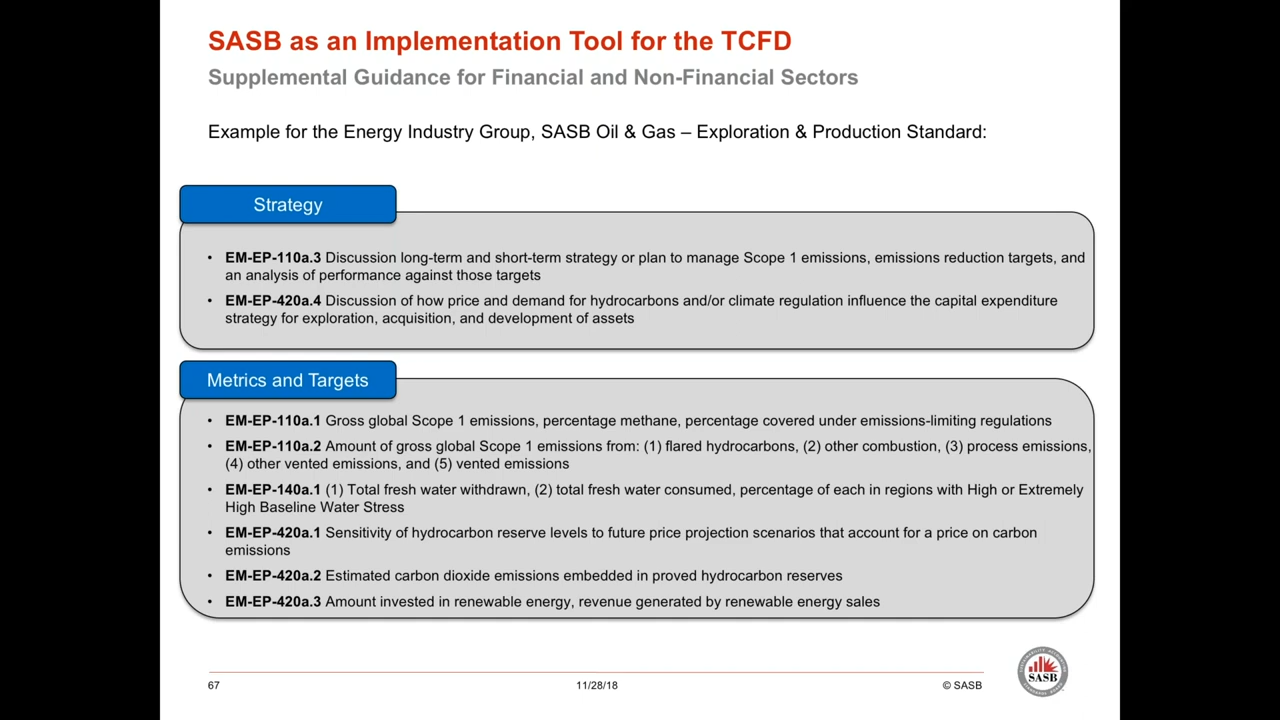 SASB as an Implementation Tool for the TCFD
Supplemental Guidance for Financial and Non-Financial Sectors
Example for the Energy Industry Group, SASB Oil & Gas – Exploration & Production Standard:
Strategy
• EM-EP-110a.3 Discussion long-term and short-term strategy or plan to manage Scope 1 emissions, emissions reduction targets, and
an analysis of performance against those targets
• EM-EP-420a.4 Discussion of how price and demand for hydrocarbons and/or climate regulation influence the capital expenditure
strategy for exploration, acquisition, and development of assets
Metrics and Targets
• EM-EP-110a.1 Gross global Scope 1 emissions, percentage methane, percentage covered under emissions-limiting regulations
• EM-EP-110a.2 Amount of gross global Scope 1 emissions from: (1) flared hydrocarbons, (2) other combustion, (3) process emissions,
(4) other vented emissions, and (5) vented emissions
• EM-EP-140a.1 (1) Total fresh water withdrawn, (2) total fresh water consumed, percentage of each in regions with High or Extremely
High Baseline Water Stress
• EM-EP-420a.1 Sensitivity of hydrocarbon reserve levels to future price projection scenarios that account for a price on carbon
emissions
• EM-EP-420a.2 Estimated carbon dioxide emissions embedded in proved hydrocarbon reserves
• EM-EP-420a.3 Amount invested in renewable energy, revenue generated by renewable energy sales
67
11/28/18
© SASB
SASB